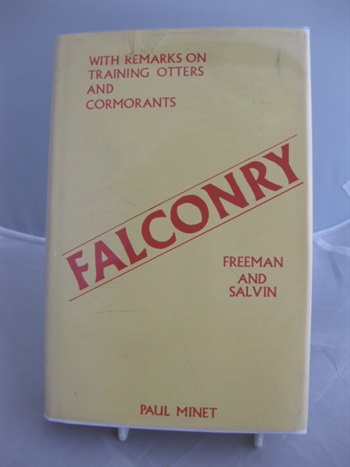 WITH REMARKS ON
TRAINING OTTERS
AND
CORMORANTS
FALCONRY
FREEMAN
AND
SALVIN
PAUL MINET